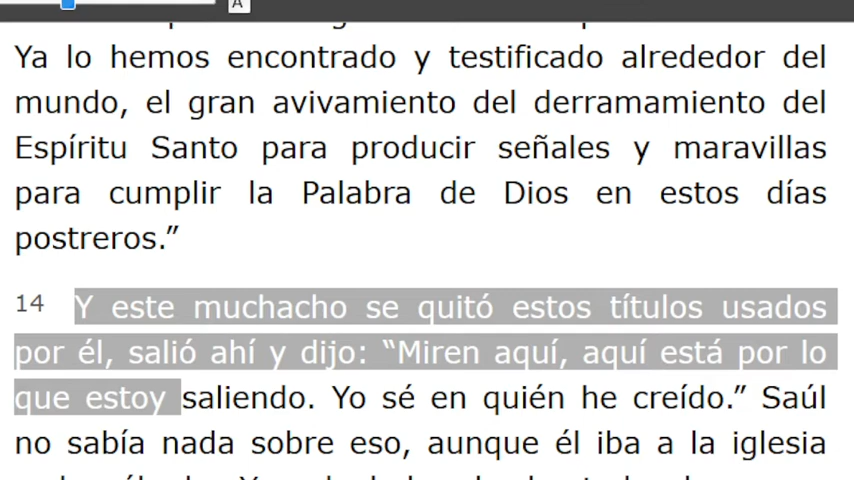 A
Ya lo hemos encontrado y testificado alrededor del
mundo, el gran avivamiento del derramamiento del
Espíritu Santo para producir señales y maravillas
para cumplir la Palabra de Dios en estos días
postreros.”
14 Y este muchacho se quitó estos títulos usados
por él, salió ahí y dijo: “Miren aquí, aquí está por lo
que estoy saliendo. Yo sé en quién he creído.” Saúl
no sabía nada sobre eso, aunque él iba a la iglesia